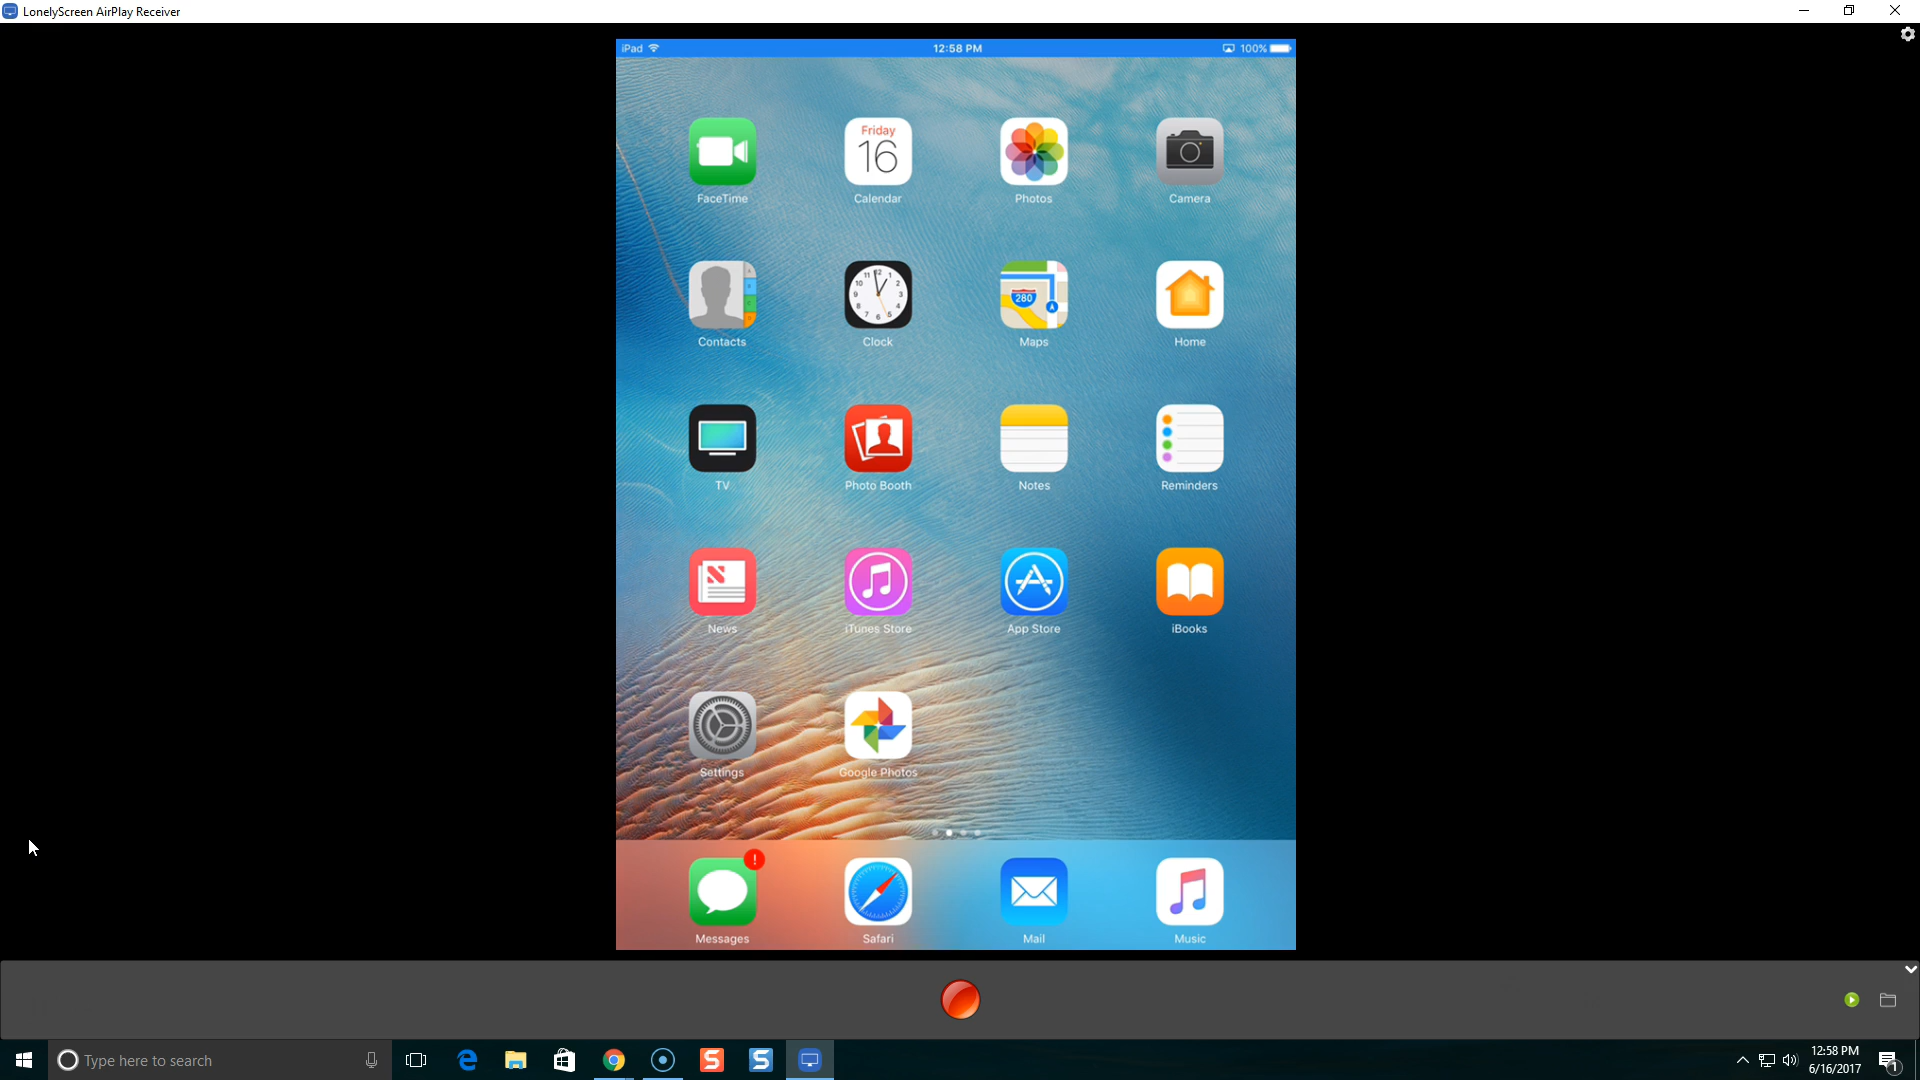 LonelyScreen AirPlay Receiver
iPad 12:58 PM 100%
Friday
16
FaceTime Calendar Photos Camera
280
Contacts Clock Maps Home
TV Photo Booth Notes Reminders
News iTunes Store App Store iBooks
Settings Google Photos
!
Messages Safari Mail Music
Type here to search
12:58 PM
6/16/2017
1